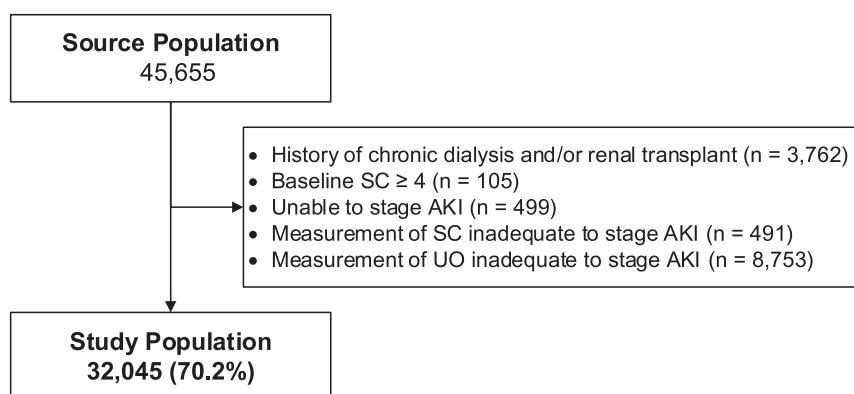 Source Population
45,655
• History of chronic dialysis and/or renal transplant (n = 3,762)
• Baseline SC ≥ 4 (n = 105)
• Unable to stage AKI (n = 499)
• Measurement of SC inadequate to stage AKI (n = 491)
• Measurement of UO inadequate to stage AKI (n = 8,753)
Study Population
32,045 (70.2%)